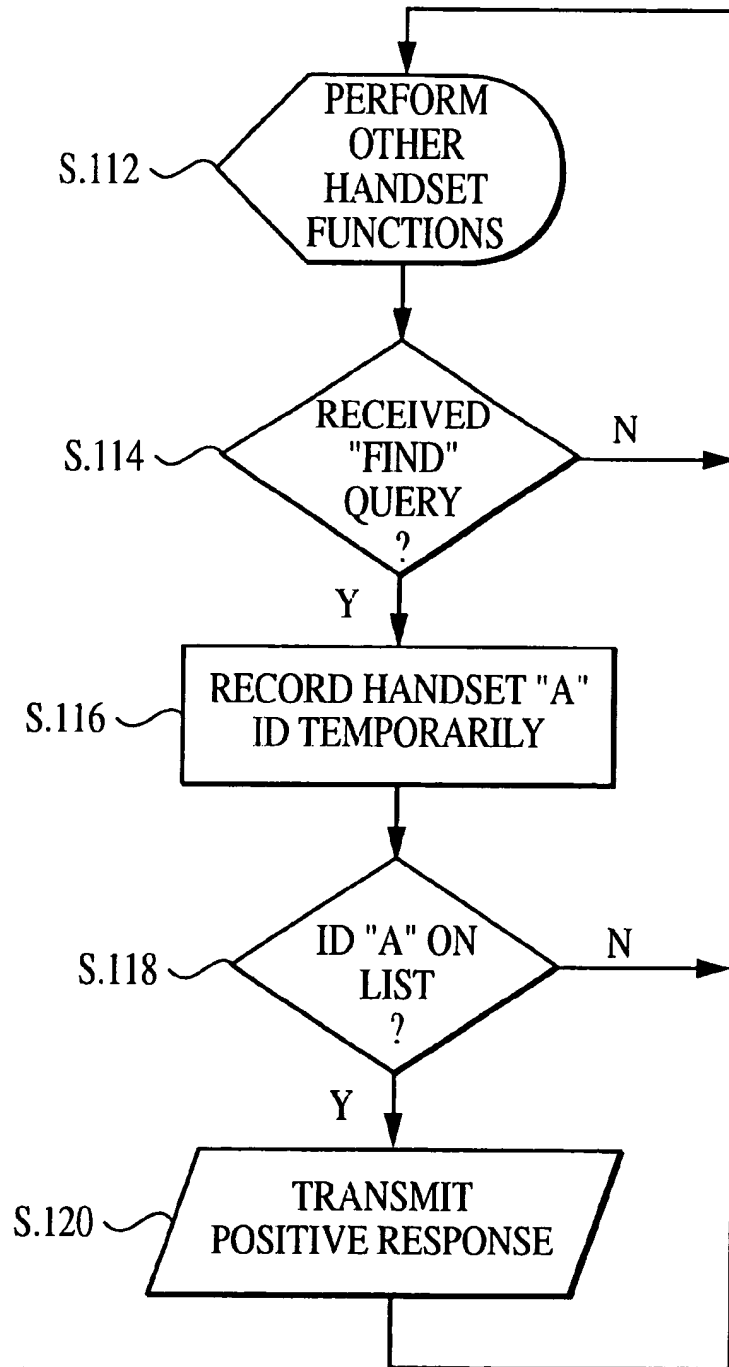 PERFORM
OTHER
HANDSET
FUNCTIONS
S.112
RECEIVED
"FIND"
QUERY
?
S.114
N
Y
RECORD HANDSET "A"
ID TEMPORARILY
S.116
ID "A" ON
LIST
?
S.118
N
Y
TRANSMIT
POSITIVE RESPONSE
S.120